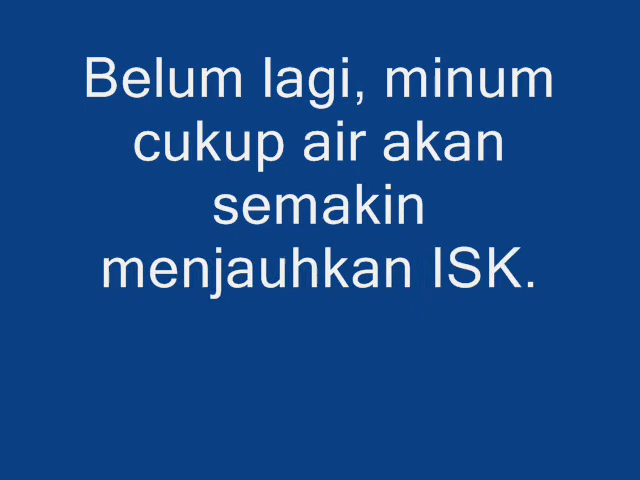 Belum lagi, minum
cukup air akan
semakin
menjauhkan ISK.